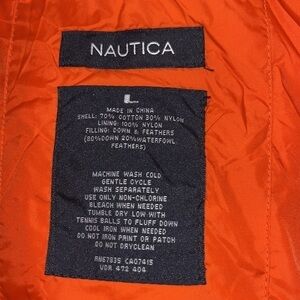 NAUTICA
L
MADE IN CHINA
SHELL: 70% COTTON 30% NYLON
LINING: 100% NYLON
FILLING: DOWN & FEATHERS
(80%DOWN 20%WATERFOWL
FEATHERS)
MACHINE WASH COLD
GENTLE CYCLE
WASH SEPARATELY
USE ONLY NON-CHLORINE
BLEACH WHEN NEEDED
TUMBLE DRY LOW WITH
TENNIS BALLS TO FLUFF DOWN
COOL IRON WHEN NEEDED
DO NOT IRON PRINT OR PATCH
DO NOT DRYCLEAN
RN67835 CA07415
VDR 472 404